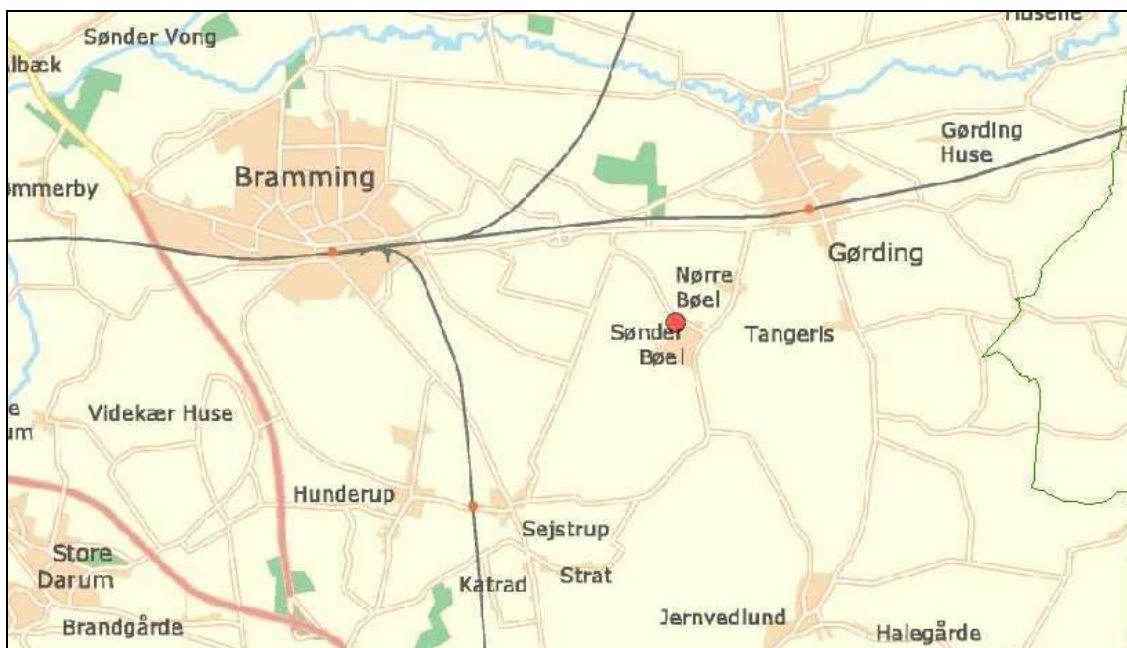 Sønder Vong
Gørding
Huse
Bramming
Gørding
Nørre
Bøel
Sønder
Bøel
Tangeris
Videkær Huse
Hunderup
Sejstrup
Store
Darum
Katrad
Strat
Jernvedlund
Brandgårde
Halegårde